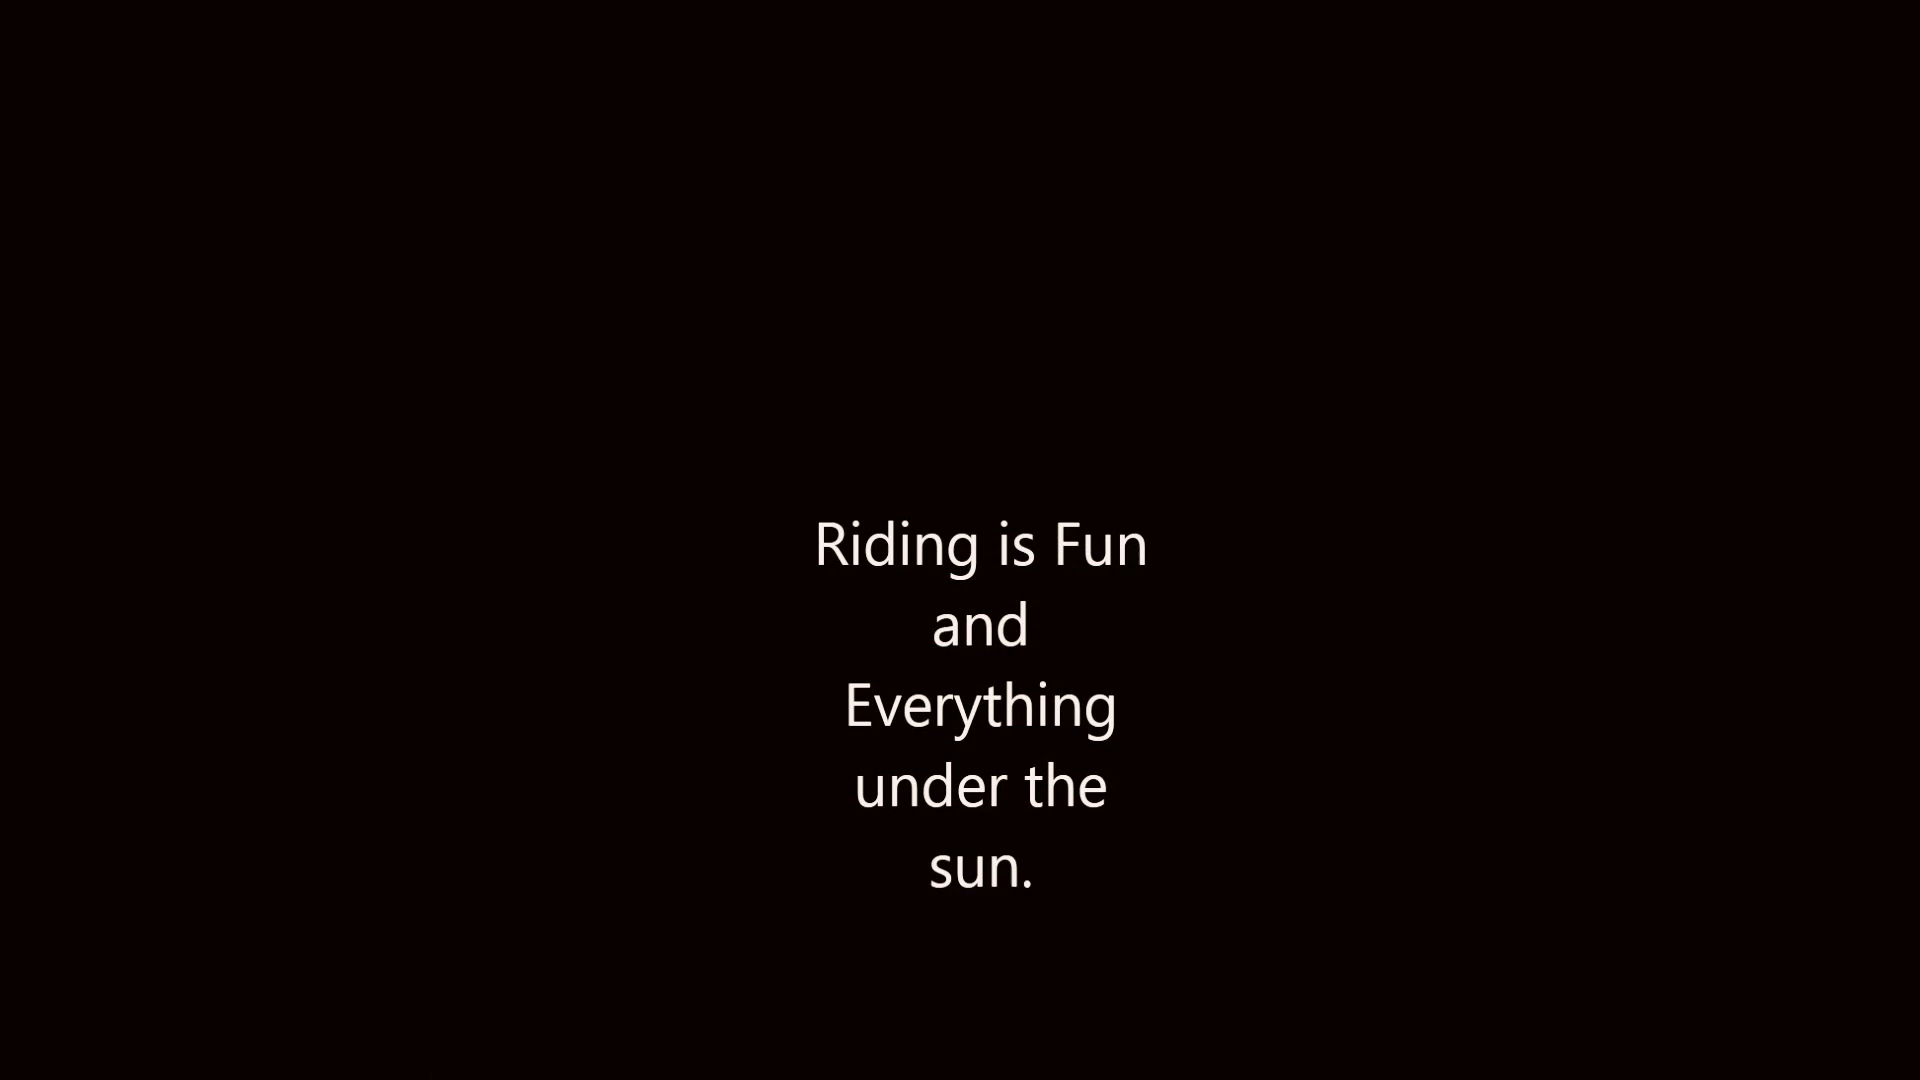 Riding is Fun
and
Everything
under the
sun.